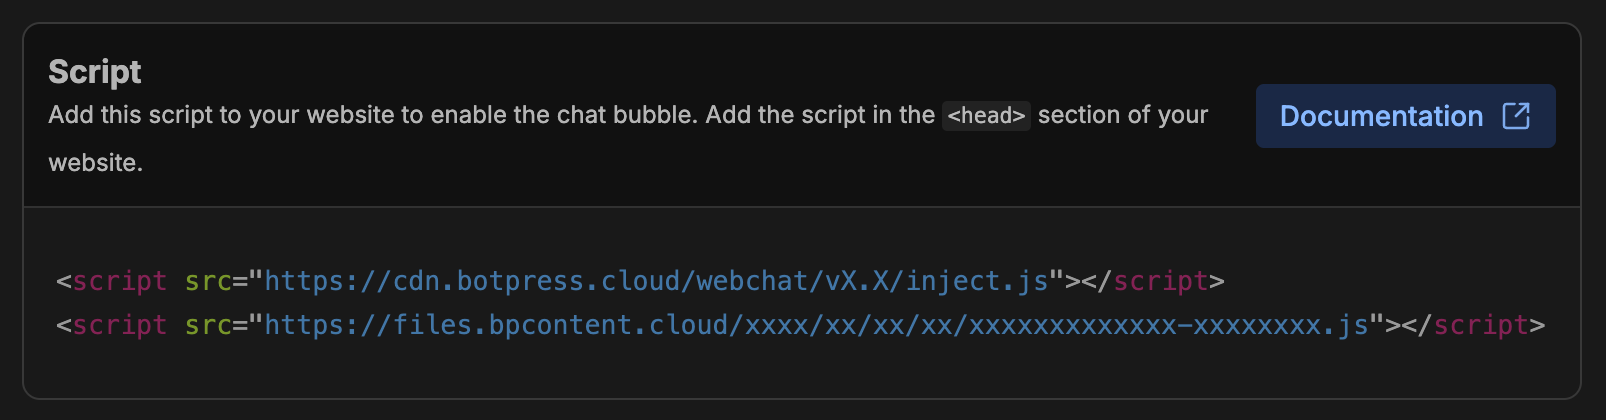 Script
Add this script to your website to enable the chat bubble. Add the script in the <head> section of your
website.
Documentation
<script src="https://cdn.botpress.cloud/webchat/vX.X/inject.js"></script>
<script src="https://files.bpcontent.cloud/xxxx/xx/xx/xx/xxxxxxxxxxxxx-xxxxxxxx.js"></script>